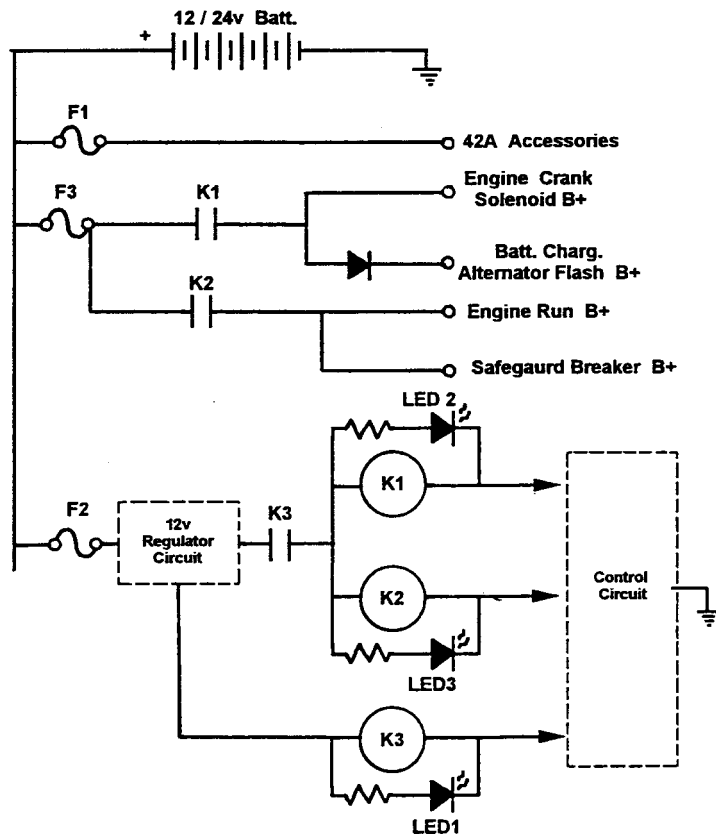 12 / 24v Batt.
+
F1
42A Accessories
Engine Crank
Solenoid B+
F3
K1
Batt. Charg.
Alternator Flash B+
K2
Engine Run B+
Safegaurd Breaker B+
LED 2
K1
F2
12v
Regulator
Circuit
K3
K2
Control
Circuit
LED3
K3
LED1